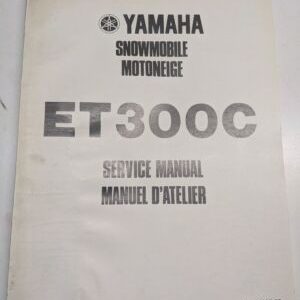 YAMAHA
SNOWMOBILE
MOTONEIGE
ET300C
SERVICE MANUAL
MANUEL D'ATELIER